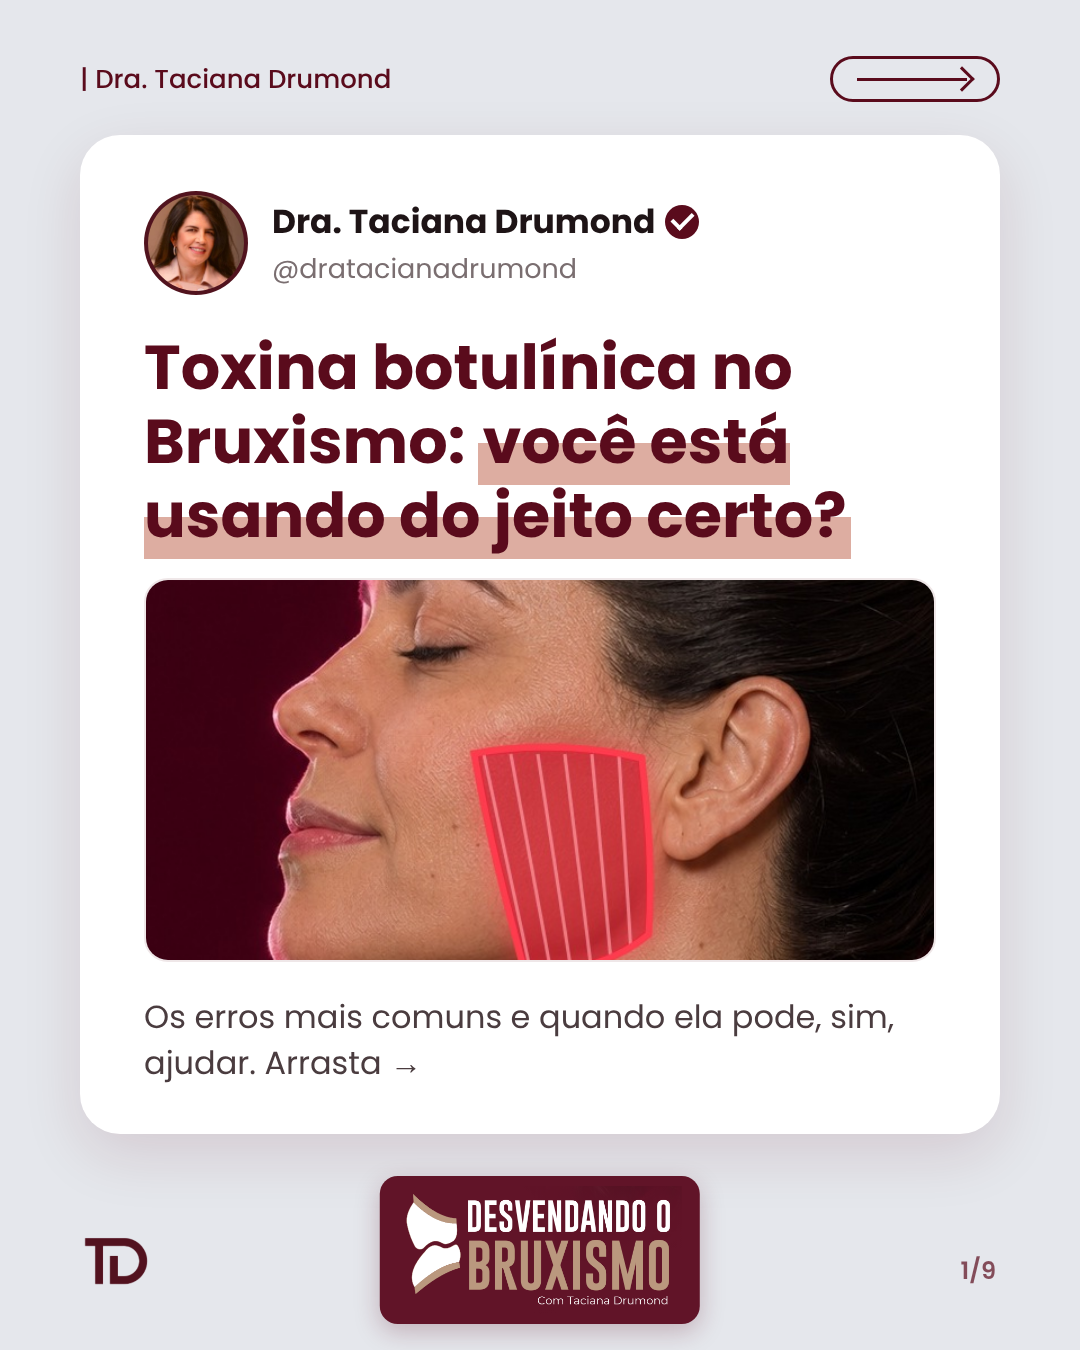 | Dra. Taciana Drumond
Dra. Taciana Drumond
@dratacianadrumond
Toxina botulínica no
Bruxismo: você está
usando do jeito certo?
Os erros mais comuns e quando ela pode, sim,
ajudar. Arrasta →
TD
DESVENDANDO O
BRUXISMO
Com Taciana Drumond
1/9